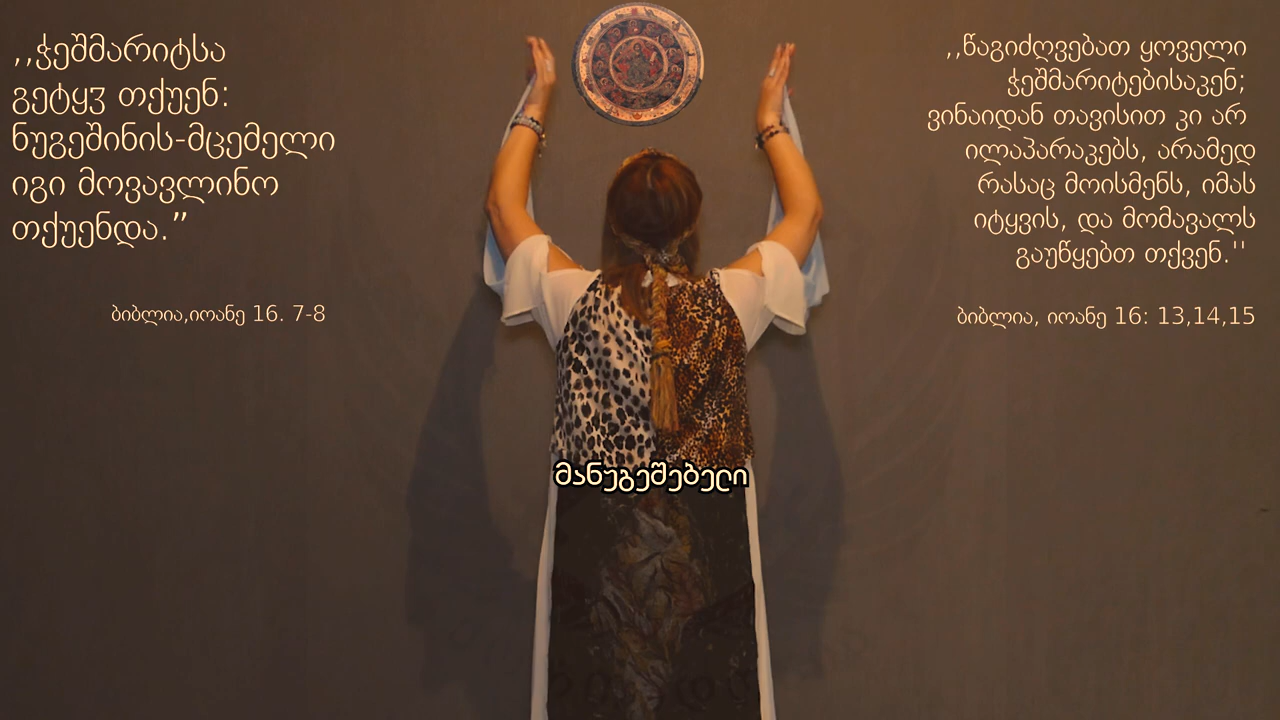 ,,ჭეშმარიტსა
გეტყჳ თქუენ:
ნუგეშინის-მცემელი
იგი მოვავლინო
თქუენდა.”
ბიბლია,იოანე 16. 7-8
,,წაგიძღვებათ ყოველი
ჭეშმარიტებისაკენ;
ვინაიდან თავისით კი არ
ილაპარაკებს, არამედ
რასაც მოისმენს, იმას
იტყვის, და მომავალს
გაუწყებთ თქვენ.''
ბიბლია, იოანე 16: 13,14,15
მანუგეშებელი